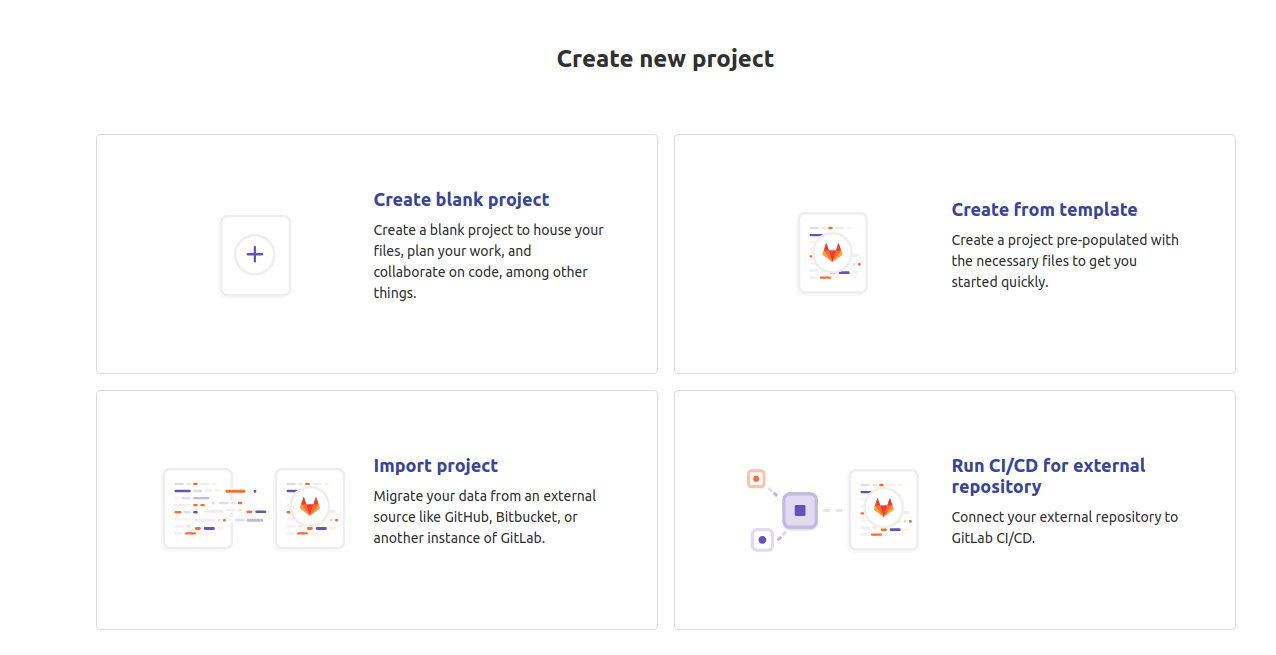 Create new project
Create blank project
Create a blank project to house your
files, plan your work, and
collaborate on code, among other
things.
Create from template
Create a project pre-populated with
the necessary files to get you
started quickly.
Import project
Migrate your data from an external
source like GitHub, Bitbucket, or
another instance of GitLab.
Run CI/CD for external
repository
Connect your external repository to
GitLab CI/CD.